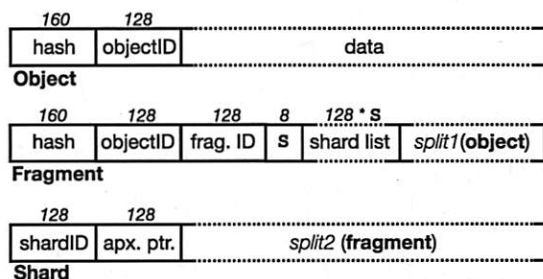 160 128
hash objectID data
Object
160 128 128 8 128 * S
hash objectID frag. ID S shard list split1(object)
Fragment
128 128
shardID apx. ptr. split2 (fragment)
Shard